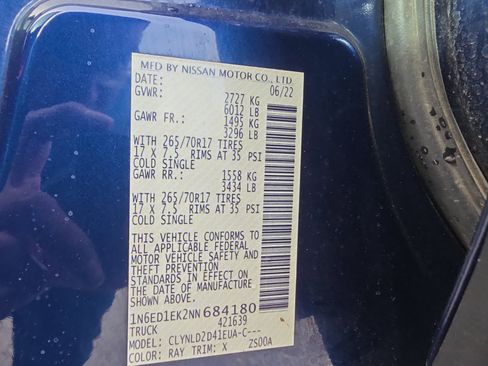 MFD BY NISSAN MOTOR CO., LTD
DATE: 06/22
GVWR: 2727 KG
6012 LB
GAWR FR.: 1495 KG
3296 LB
WITH 265/70R17 TIRES
17 X 7.5 RIMS AT 35 PSI
COLD SINGLE
GAWR RR.: 1558 KG
3434 LB
WITH 265/70R17 TIRES
17 X 7.5 RIMS AT 35 PSI
COLD SINGLE
THIS VEHICLE CONFORMS TO
ALL APPLICABLE FEDERAL
MOTOR VEHICLE SAFETY AND
THEFT PREVENTION
STANDARDS IN EFFECT ON
THE DATE OF MANUFACTURE
SHOWN ABOVE.
1N6ED1EK2NN684180
TRUCK 421639
MODEL: CLYNLDZD41EUA-C---
COLOR: RAY TRIM: X ZS00A